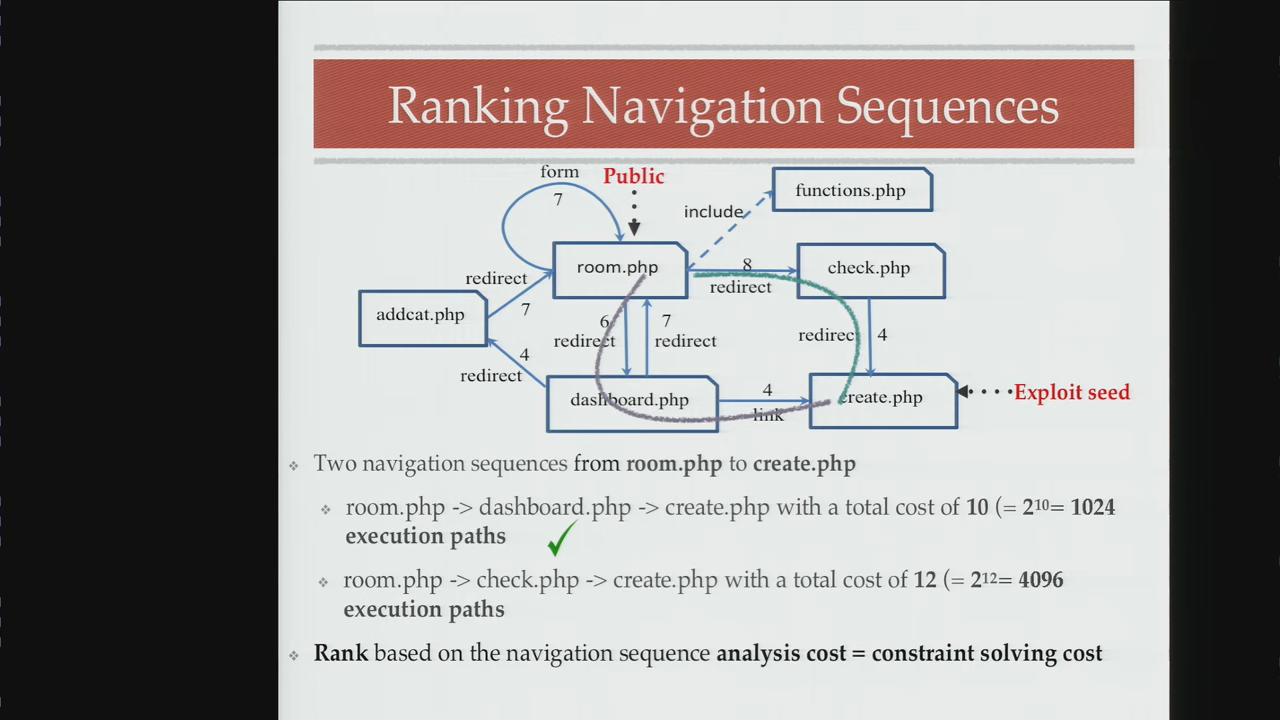 Ranking Navigation Sequences
form
7
Public
functions.php
include
room.php
8
redirect
check.php
redirect
7
addcat.php
6
redirect
7
redirect
redirect
4
4
redirect
dashboard.php
4
link
create.php
Exploit seed
Two navigation sequences from room.php to create.php
room.php -> dashboard.php -> create.php with a total cost of 10 (= 2¹⁰= 1024
execution paths
room.php -> check.php -> create.php with a total cost of 12 (= 2¹²= 4096
execution paths
Rank based on the navigation sequence analysis cost = constraint solving cost